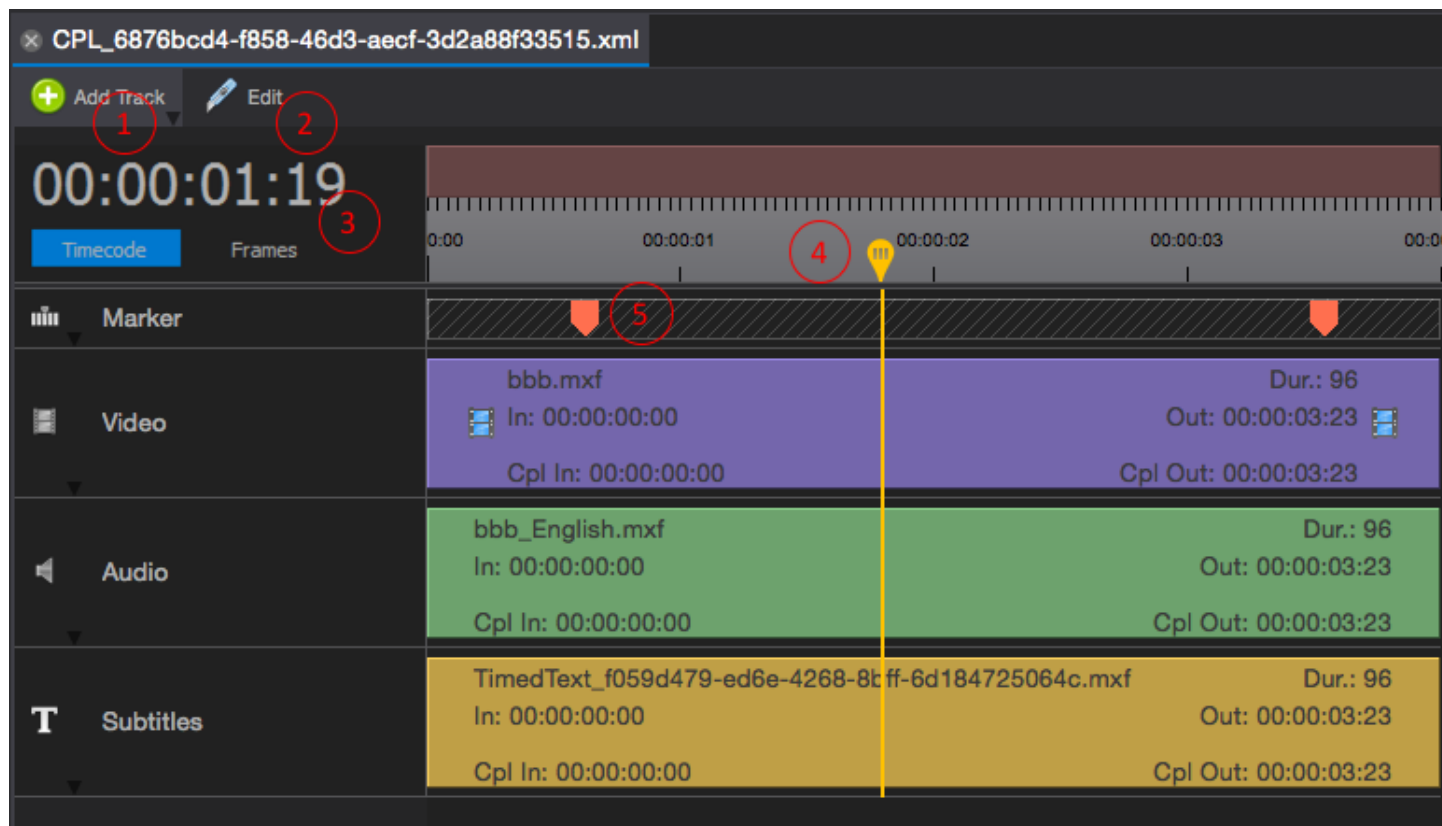 CPL_6876bcd4-f858-46d3-aecf-3d2a88f33515.xml
Add Track Edit
1 2
00:00:01:19
3
Timecode Frames
0:00 00:00:01 4 00:00:02 00:00:03 00:0
Marker 5
bbb.mxf Dur.: 96
Video In: 00:00:00:00 Out: 00:00:03:23
Cpl In: 00:00:00:00 Cpl Out: 00:00:03:23
bbb_English.mxf Dur.: 96
Audio In: 00:00:00:00 Out: 00:00:03:23
Cpl In: 00:00:00:00 Cpl Out: 00:00:03:23
TimedText_f059d479-ed6e-4268-8bff-6d184725064c.mxf Dur.: 96
T Subtitles In: 00:00:00:00 Out: 00:00:03:23
Cpl In: 00:00:00:00 Cpl Out: 00:00:03:23